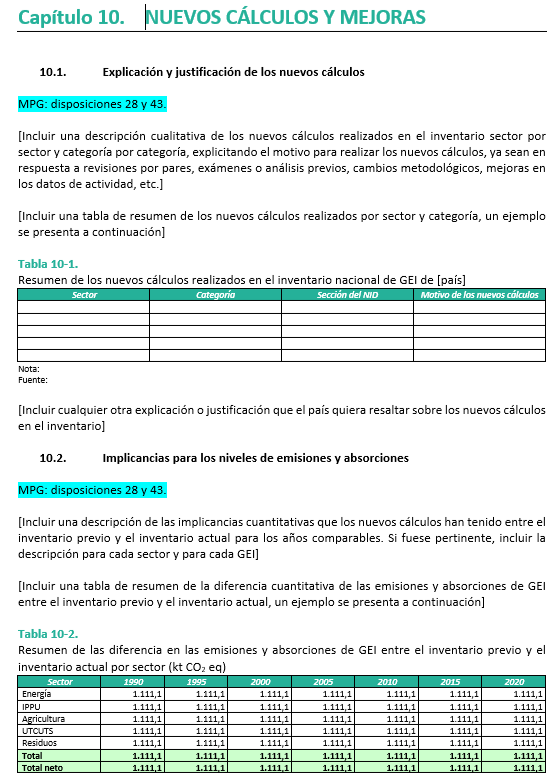 Capítulo 10. NUEVOS CÁLCULOS Y MEJORAS
10.1. Explicación y justificación de los nuevos cálculos
MPG: disposiciones 28 y 43.
[Incluir una descripción cualitativa de los nuevos cálculos realizados en el inventario sector por
sector y categoría por categoría, explicitando el motivo para realizar los nuevos cálculos, ya sean en
respuesta a revisiones por pares, exámenes o análisis previos, cambios metodológicos, mejoras en
los datos de actividad, etc.]
[Incluir una tabla de resumen de los nuevos cálculos realizados por sector y categoría, un ejemplo
se presenta a continuación]
Tabla 10-1.
Resumen de los nuevos cálculos realizados en el inventario nacional de GEI de [país]
Sector Categoría Sección del NID Motivo de los nuevos cálculos
Nota:
Fuente:
[Incluir cualquier otra explicación o justificación que el país quiera resaltar sobre los nuevos cálculos
en el inventario]
10.2. Implicancias para los niveles de emisiones y absorciones
MPG: disposiciones 28 y 43.
[Incluir una descripción de las implicancias cuantitativas que los nuevos cálculos han tenido entre el
inventario previo y el inventario actual para los años comparables. Si fuese pertinente, incluir la
descripción para cada sector y para cada GEI]
[Incluir una tabla de resumen de la diferencia cuantitativa de las emisiones y absorciones de GEI
entre el inventario previo y el inventario actual, un ejemplo se presenta a continuación]
Tabla 10-2.
Resumen de las diferencia en las emisiones y absorciones de GEI entre el inventario previo y el
inventario actual por sector (kt CO₂ eq)
Sector 1990 1995 2000 2005 2010 2015 2020
Energía 1.111,1 1.111,1 1.111,1 1.111,1 1.111,1 1.111,1 1.111,1
IPPU 1.111,1 1.111,1 1.111,1 1.111,1 1.111,1 1.111,1 1.111,1
Agricultura 1.111,1 1.111,1 1.111,1 1.111,1 1.111,1 1.111,1 1.111,1
UTCUTS 1.111,1 1.111,1 1.111,1 1.111,1 1.111,1 1.111,1 1.111,1
Residuos 1.111,1 1.111,1 1.111,1 1.111,1 1.111,1 1.111,1 1.111,1
Total 1.111,1 1.111,1 1.111,1 1.111,1 1.111,1 1.111,1 1.111,1
Total neto 1.111,1 1.111,1 1.111,1 1.111,1 1.111,1 1.111,1 1.111,1